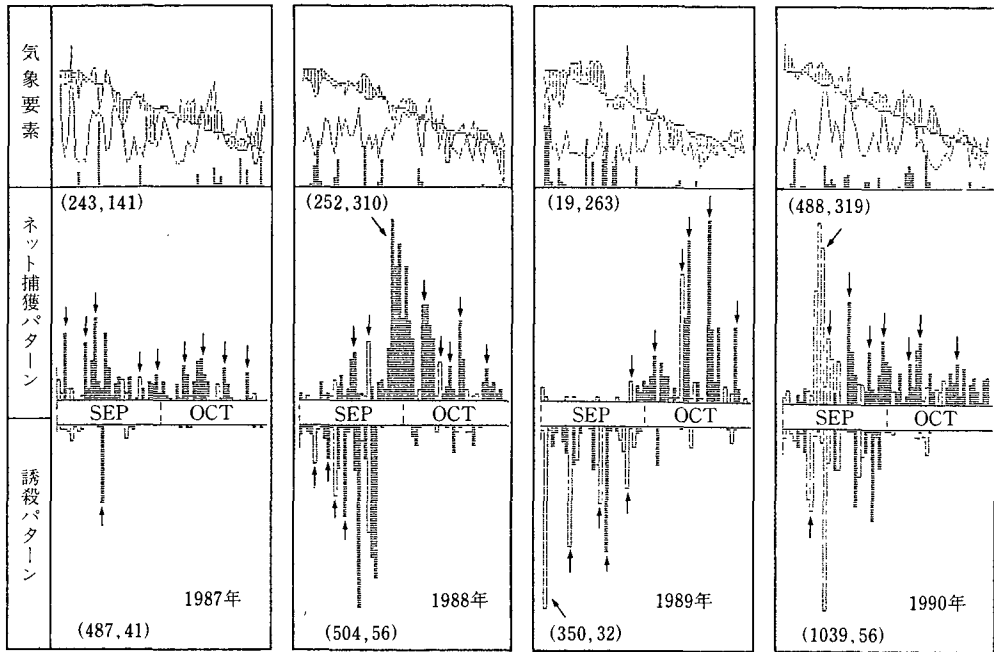 気象要素
ネット捕獲パターン
誘殺パターン
(243,141)
SEP
OCT
1987年
(487,41)
(252,310)
SEP
OCT
1988年
(504,56)
(19,263)
SEP
OCT
1989年
(350,32)
(488,319)
SEP
OCT
1990年
(1039,56)